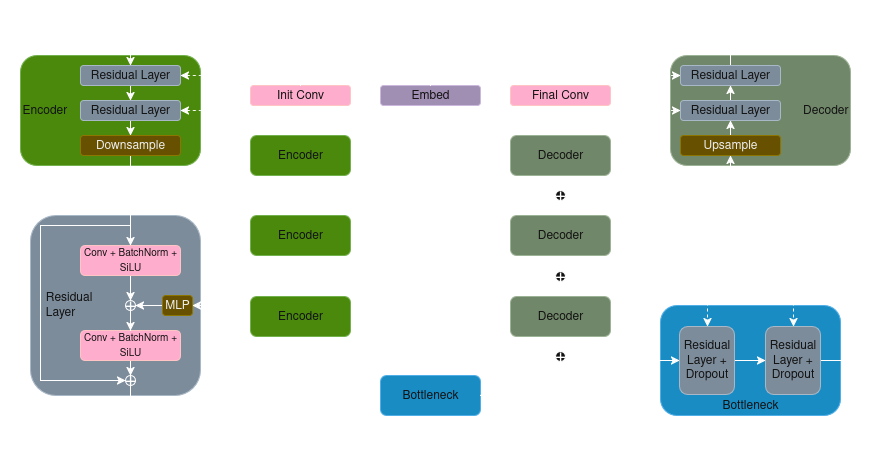 Residual Layer
Encoder
Residual Layer
Downsample
Init Conv
Embed
Final Conv
Residual Layer
Residual Layer
Decoder
Upsample
Encoder
Decoder
Encoder
Decoder
Encoder
Decoder
Bottleneck
Conv + BatchNorm +
SiLU
Residual
Layer
MLP
Conv + BatchNorm +
SiLU
Residual
Layer +
Dropout
Residual
Layer +
Dropout
Bottleneck